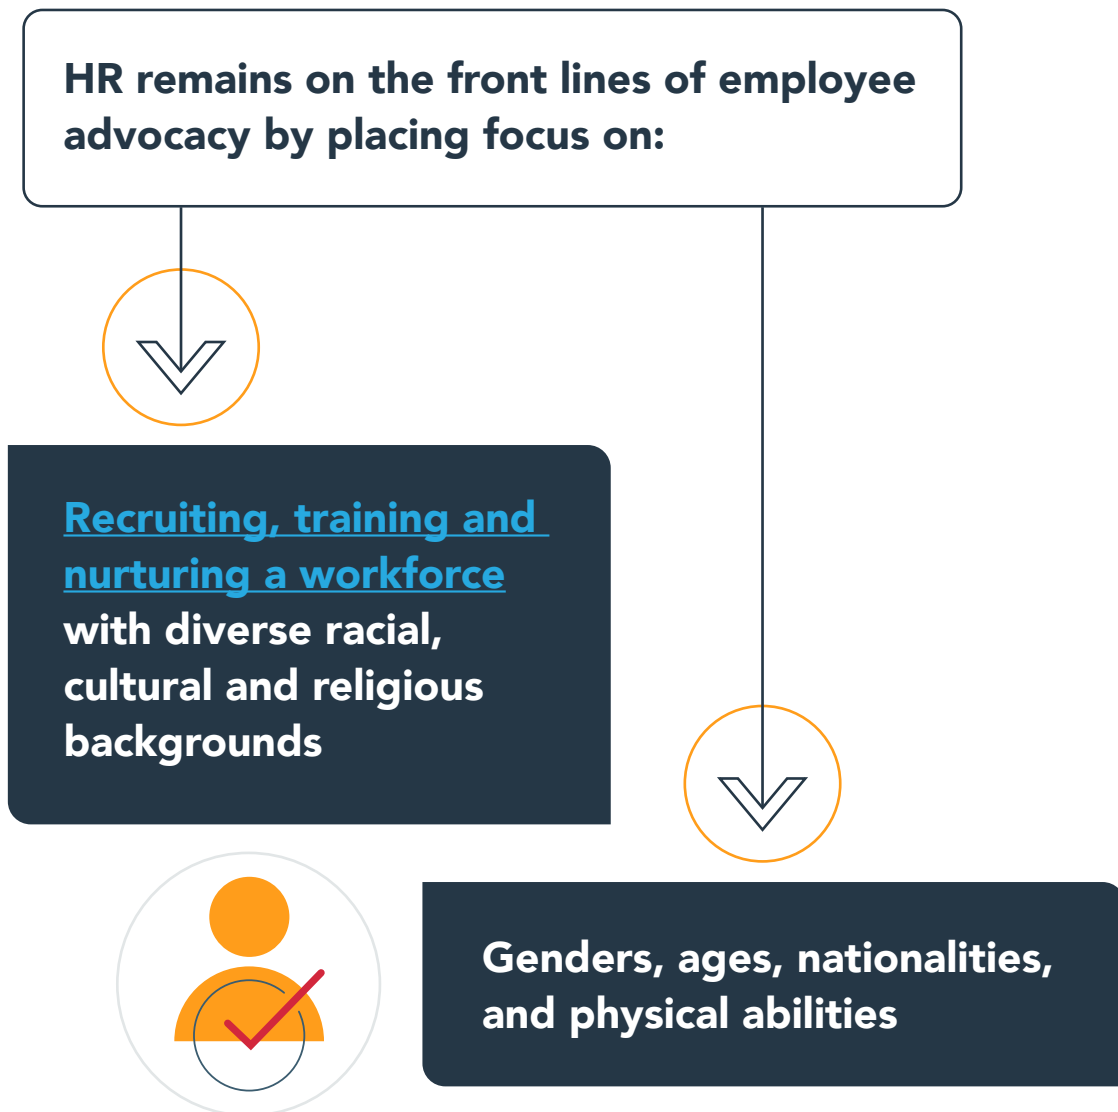 HR remains on the front lines of employee
advocacy by placing focus on:
Recruiting, training and
nurturing a workforce
with diverse racial,
cultural and religious
backgrounds
Genders, ages, nationalities,
and physical abilities